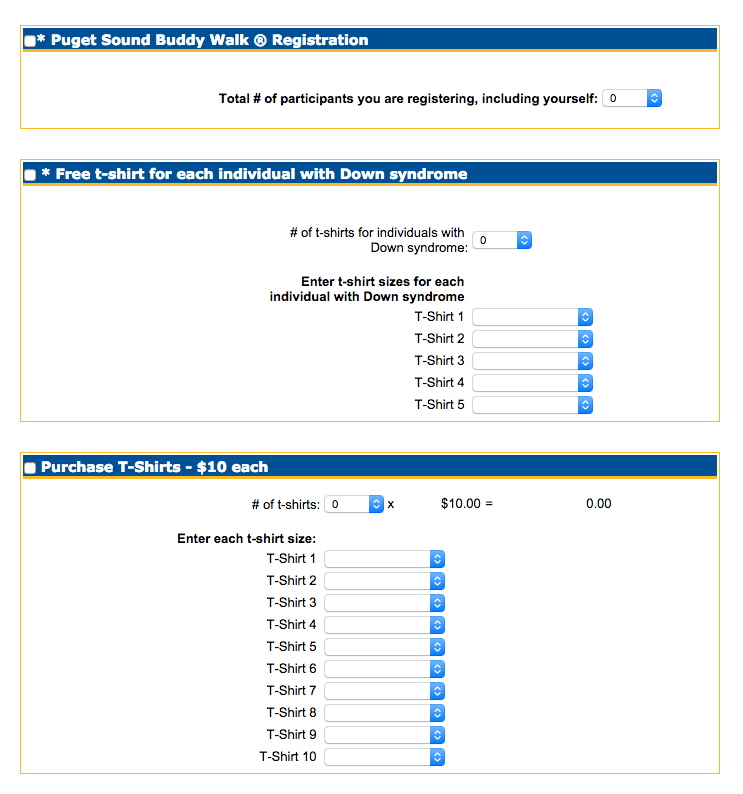 * Puget Sound Buddy Walk ® Registration
Total # of participants you are registering, including yourself: 0
* Free t-shirt for each individual with Down syndrome
# of t-shirts for individuals with
Down syndrome: 0
Enter t-shirt sizes for each
individual with Down syndrome
T-Shirt 1
T-Shirt 2
T-Shirt 3
T-Shirt 4
T-Shirt 5
Purchase T-Shirts - $10 each
# of t-shirts: 0 x $10.00 = 0.00
Enter each t-shirt size:
T-Shirt 1
T-Shirt 2
T-Shirt 3
T-Shirt 4
T-Shirt 5
T-Shirt 6
T-Shirt 7
T-Shirt 8
T-Shirt 9
T-Shirt 10